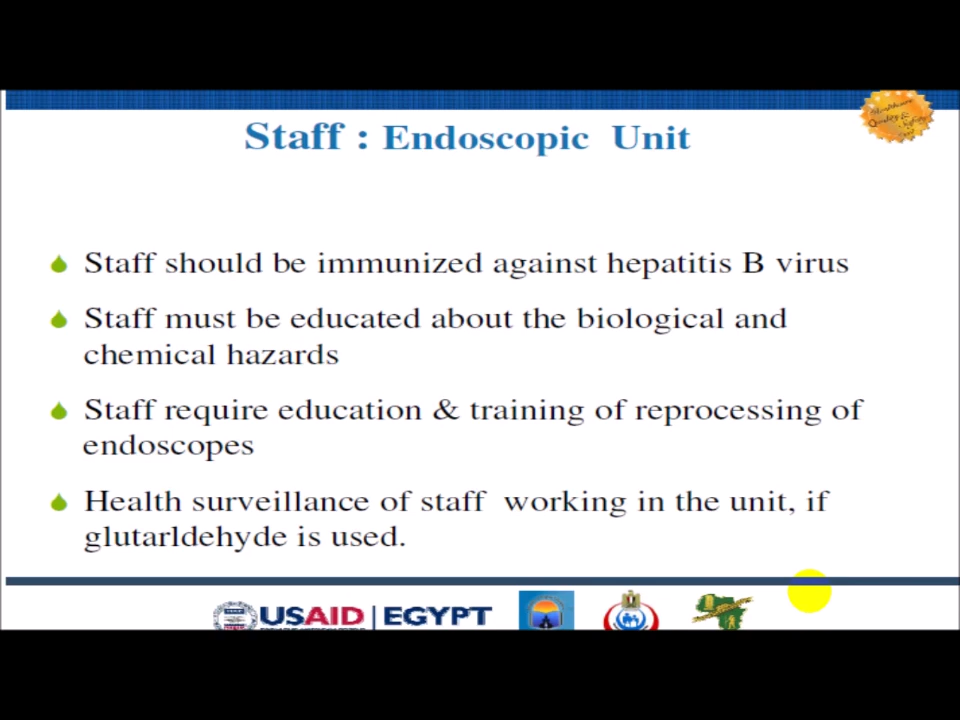 Staff : Endoscopic Unit
Staff should be immunized against hepatitis B virus
Staff must be educated about the biological and
chemical hazards
Staff require education & training of reprocessing of
endoscopes
Health surveillance of staff working in the unit, if
glutarldehyde is used.
USAID | EGYPT